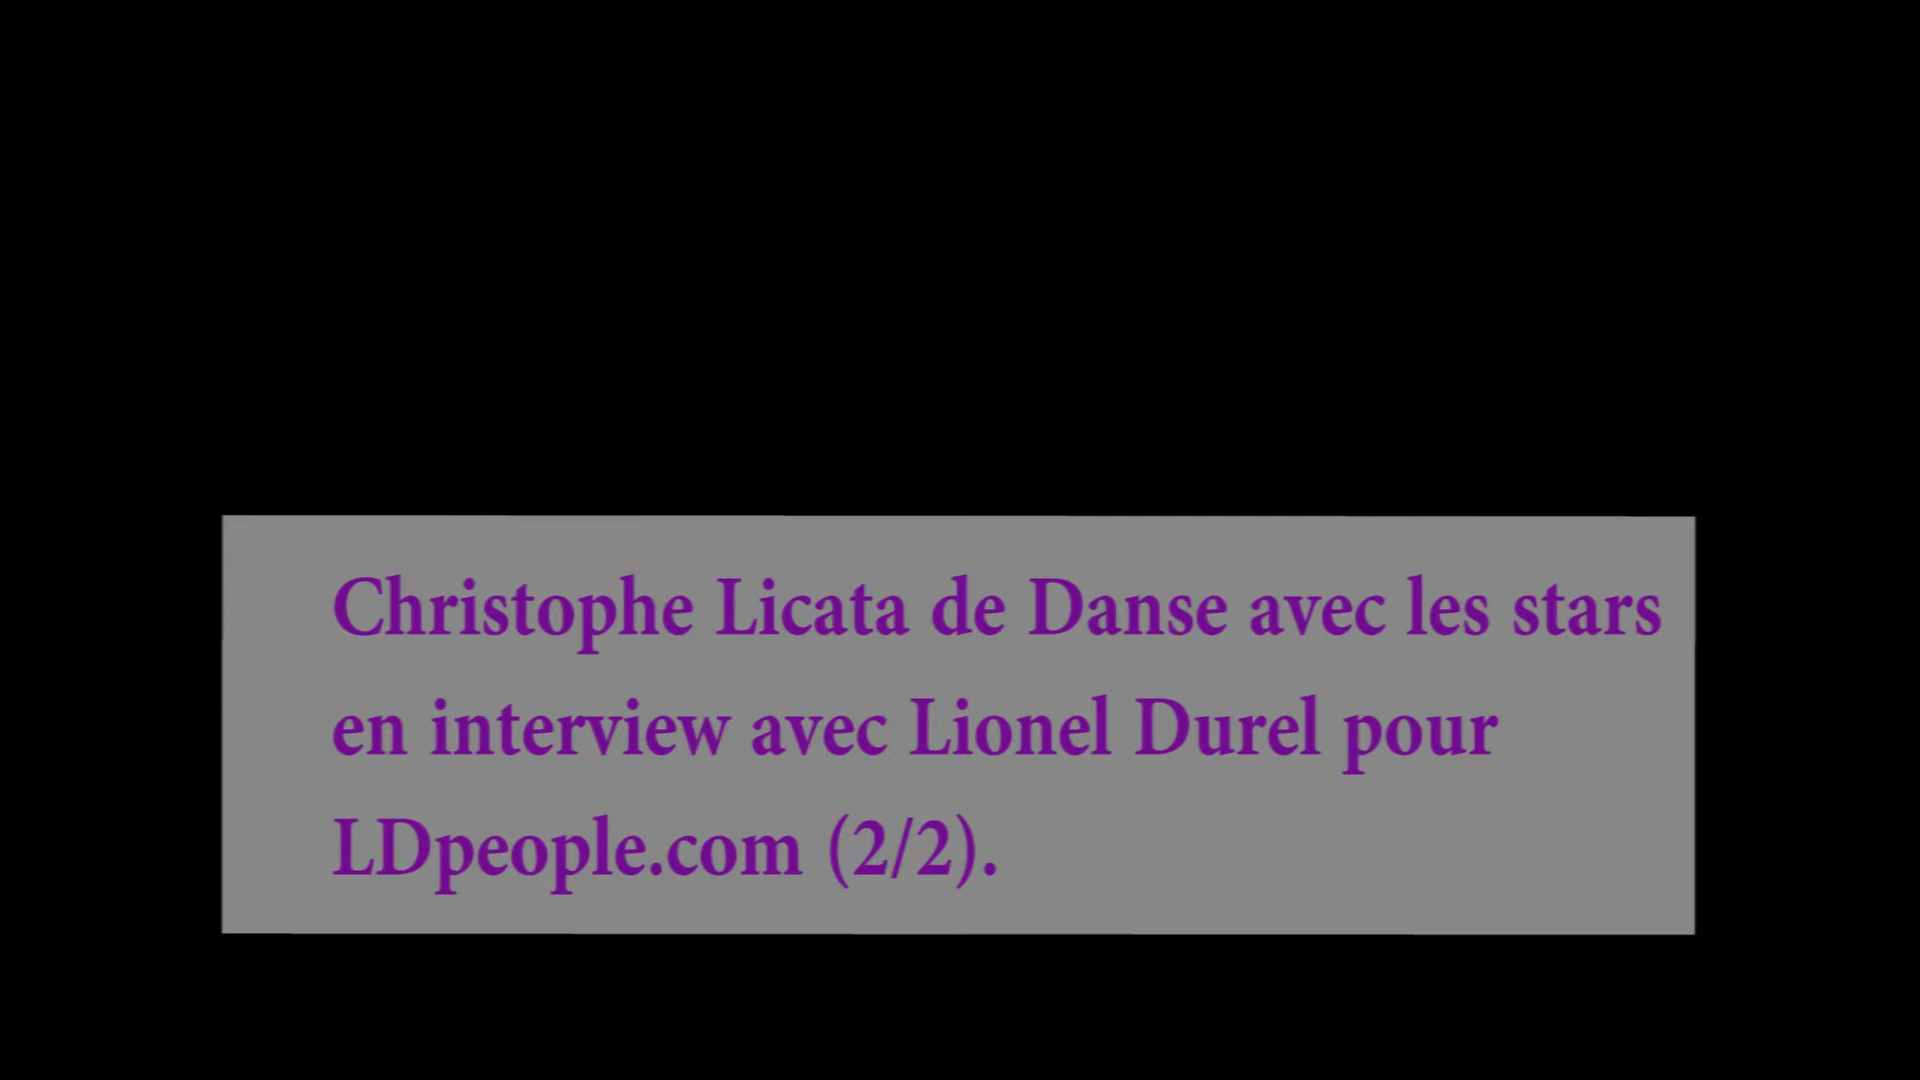 Christophe Licata de Danse avec les stars
en interview avec Lionel Durel pour
LDpeople.com (2/2).